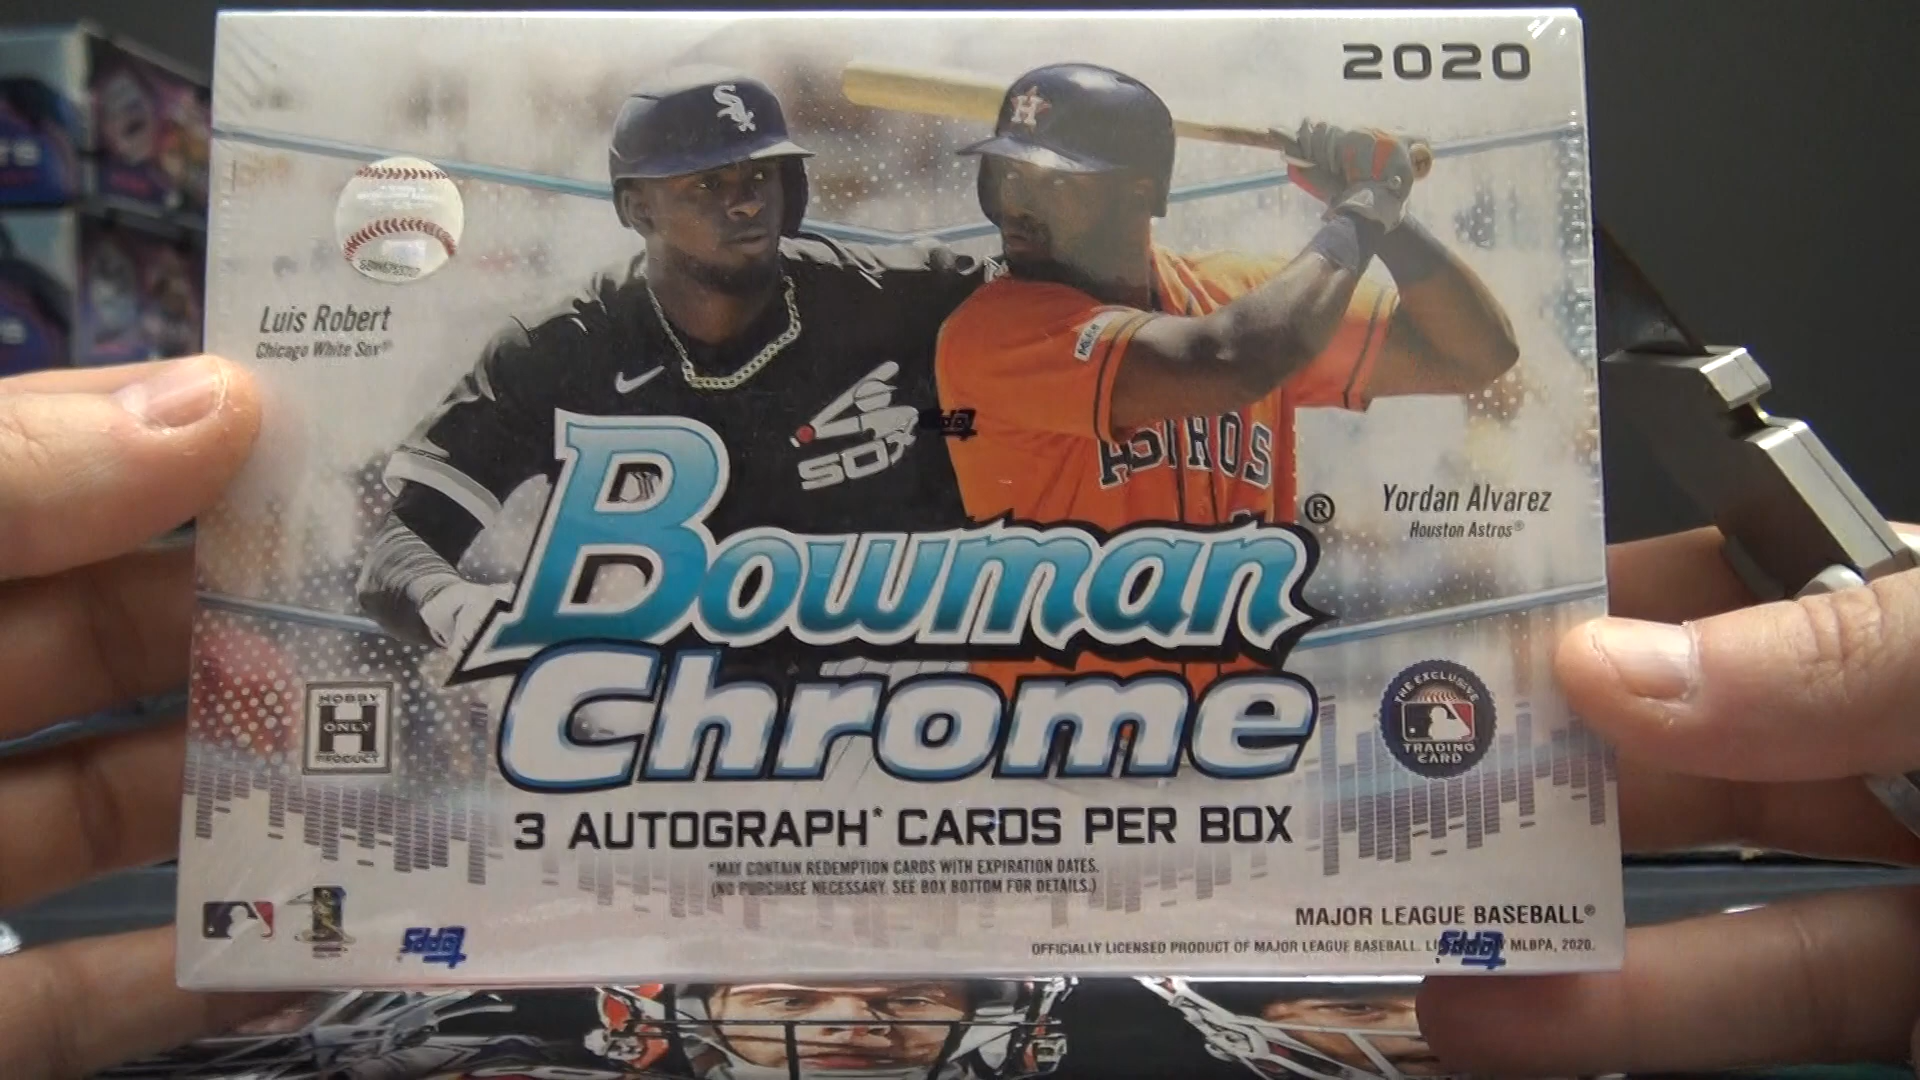 2020
Luis Robert
Chicago White Sox®
SOX
ASTROS
Yordan Alvarez
Houston Astros®
Bowman®
Chrome
HOBBY
ONLY
PRODUCT
THE EXCLUSIVE
TRADING
CARD
3 AUTOGRAPH* CARDS PER BOX
*MAY CONTAIN REDEMPTION CARDS WITH EXPIRATION DATES.
(NO PURCHASE NECESSARY. SEE BOX BOTTOM FOR DETAILS.)
MAJOR LEAGUE BASEBALL®
OFFICIALLY LICENSED PRODUCT OF MAJOR LEAGUE BASEBALL. MLBPA, 2020.
topps
topps
topps